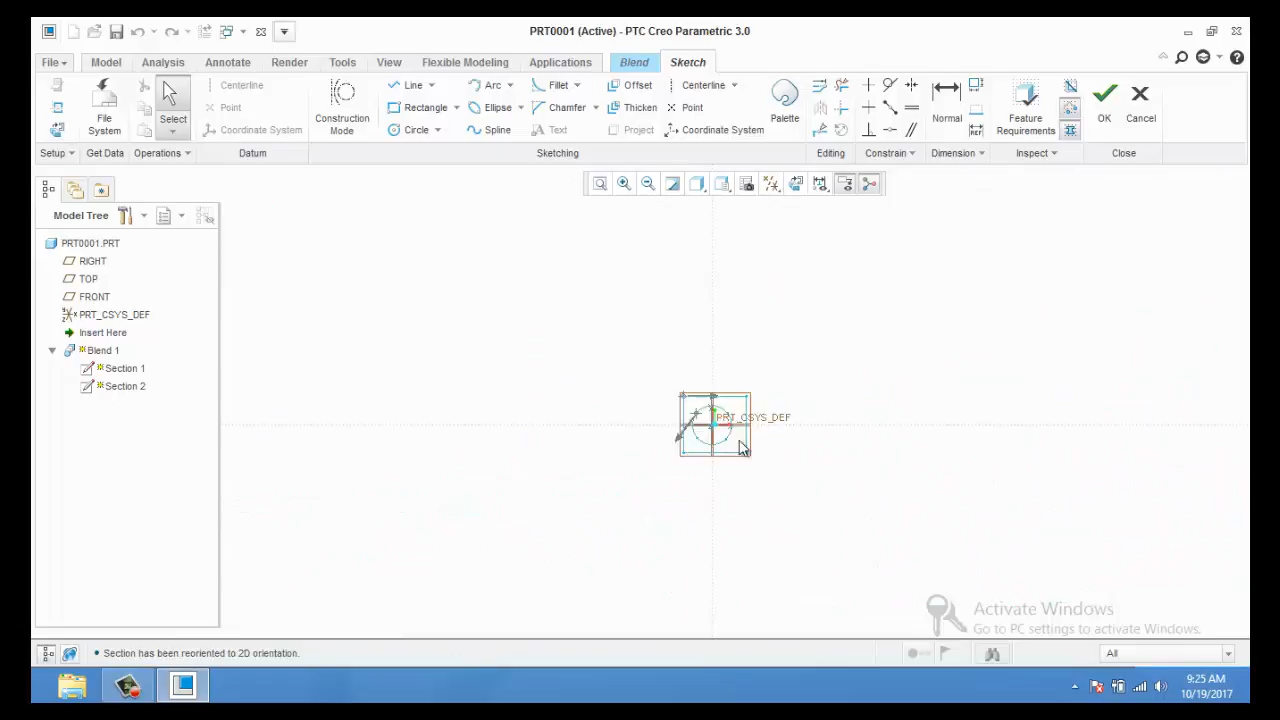 PRT0001 (Active) - PTC Creo Parametric 3.0
File Model Analysis Annotate Render Tools View Flexible Modeling Applications Blend Sketch
File System
Select
Centerline
Point
Coordinate System
Construction Mode
Line Arc Fillet Offset Centerline
Rectangle Ellipse Chamfer Thicken Point
Circle Spline Text Project Coordinate System
Palette
Normal
REF
Feature Requirements
OK
Cancel
Setup Get Data Operations Datum Sketching Editing Constrain Dimension Inspect Close
Model Tree
PRT0001.PRT
RIGHT
TOP
FRONT
PRT_CSYS_DEF
Insert Here
Blend 1
Section 1
Section 2
PRT_CSYS_DEF
Activate Windows
Go to PC settings to activate Windows.
Section has been reoriented to 2D orientation.
All
9:25 AM
10/19/2017